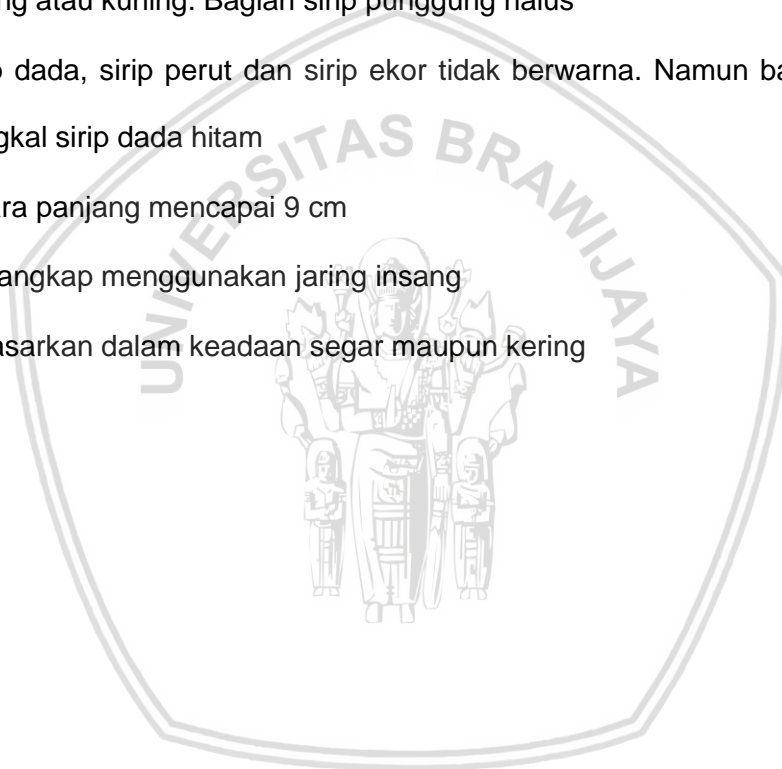 ng atau kuning. Bagian sirip punggung halus
dada, sirip perut dan sirip ekor tidak berwarna. Namun ba
gkal sirip dada hitam
ra panjang mencapai 9 cm
angkap menggunakan jaring insang
asarkan dalam keadaan segar maupun kering
UNIVERSITAS BRAWIJAYA